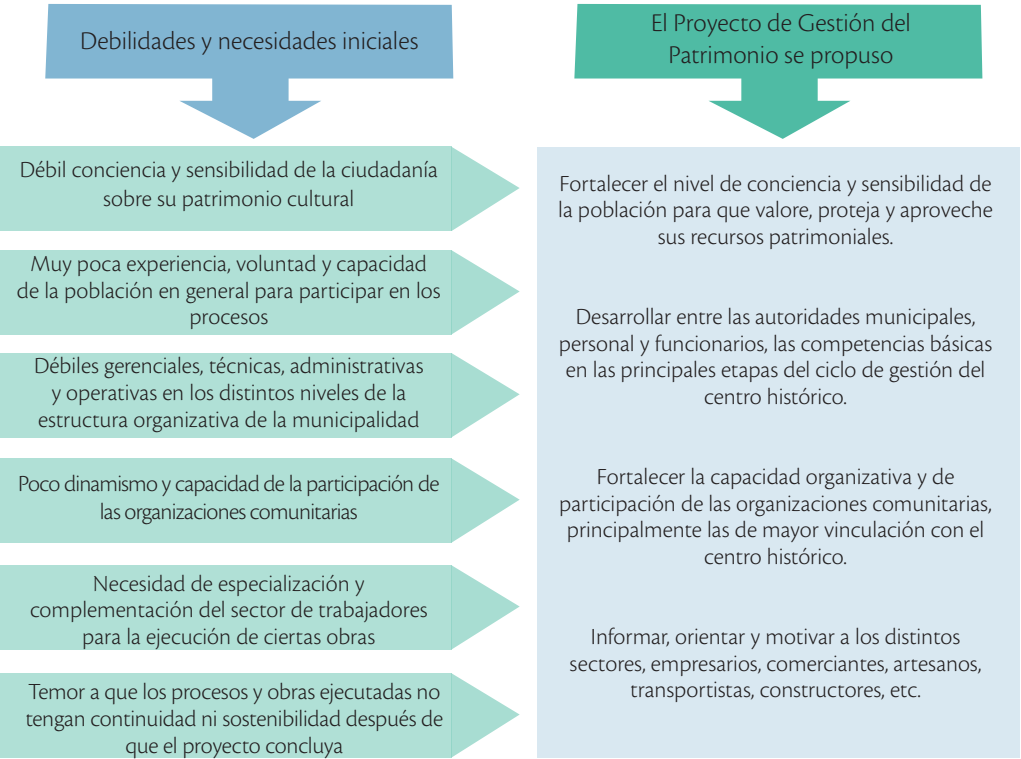 Debilidades y necesidades iniciales
El Proyecto de Gestión del
Patrimonio se propuso
Débil conciencia y sensibilidad de la ciudadanía
sobre su patrimonio cultural
Muy poca experiencia, voluntad y capacidad
de la población en general para participar en los
procesos
Débiles gerenciales, técnicas, administrativas
y operativas en los distintos niveles de la
estructura organizativa de la municipalidad
Poco dinamismo y capacidad de la participación de
las organizaciones comunitarias
Necesidad de especialización y
complementación del sector de trabajadores
para la ejecución de ciertas obras
Temor a que los procesos y obras ejecutadas no
tengan continuidad ni sostenibilidad después de
que el proyecto concluya
Fortalecer el nivel de conciencia y sensibilidad de
la población para que valore, proteja y aproveche
sus recursos patrimoniales.
Desarrollar entre las autoridades municipales,
personal y funcionarios, las competencias básicas
en las principales etapas del ciclo de gestión del
centro histórico.
Fortalecer la capacidad organizativa y de
participación de las organizaciones comunitarias,
principalmente las de mayor vinculación con el
centro histórico.
Informar, orientar y motivar a los distintos
sectores, empresarios, comerciantes, artesanos,
transportistas, constructores, etc.